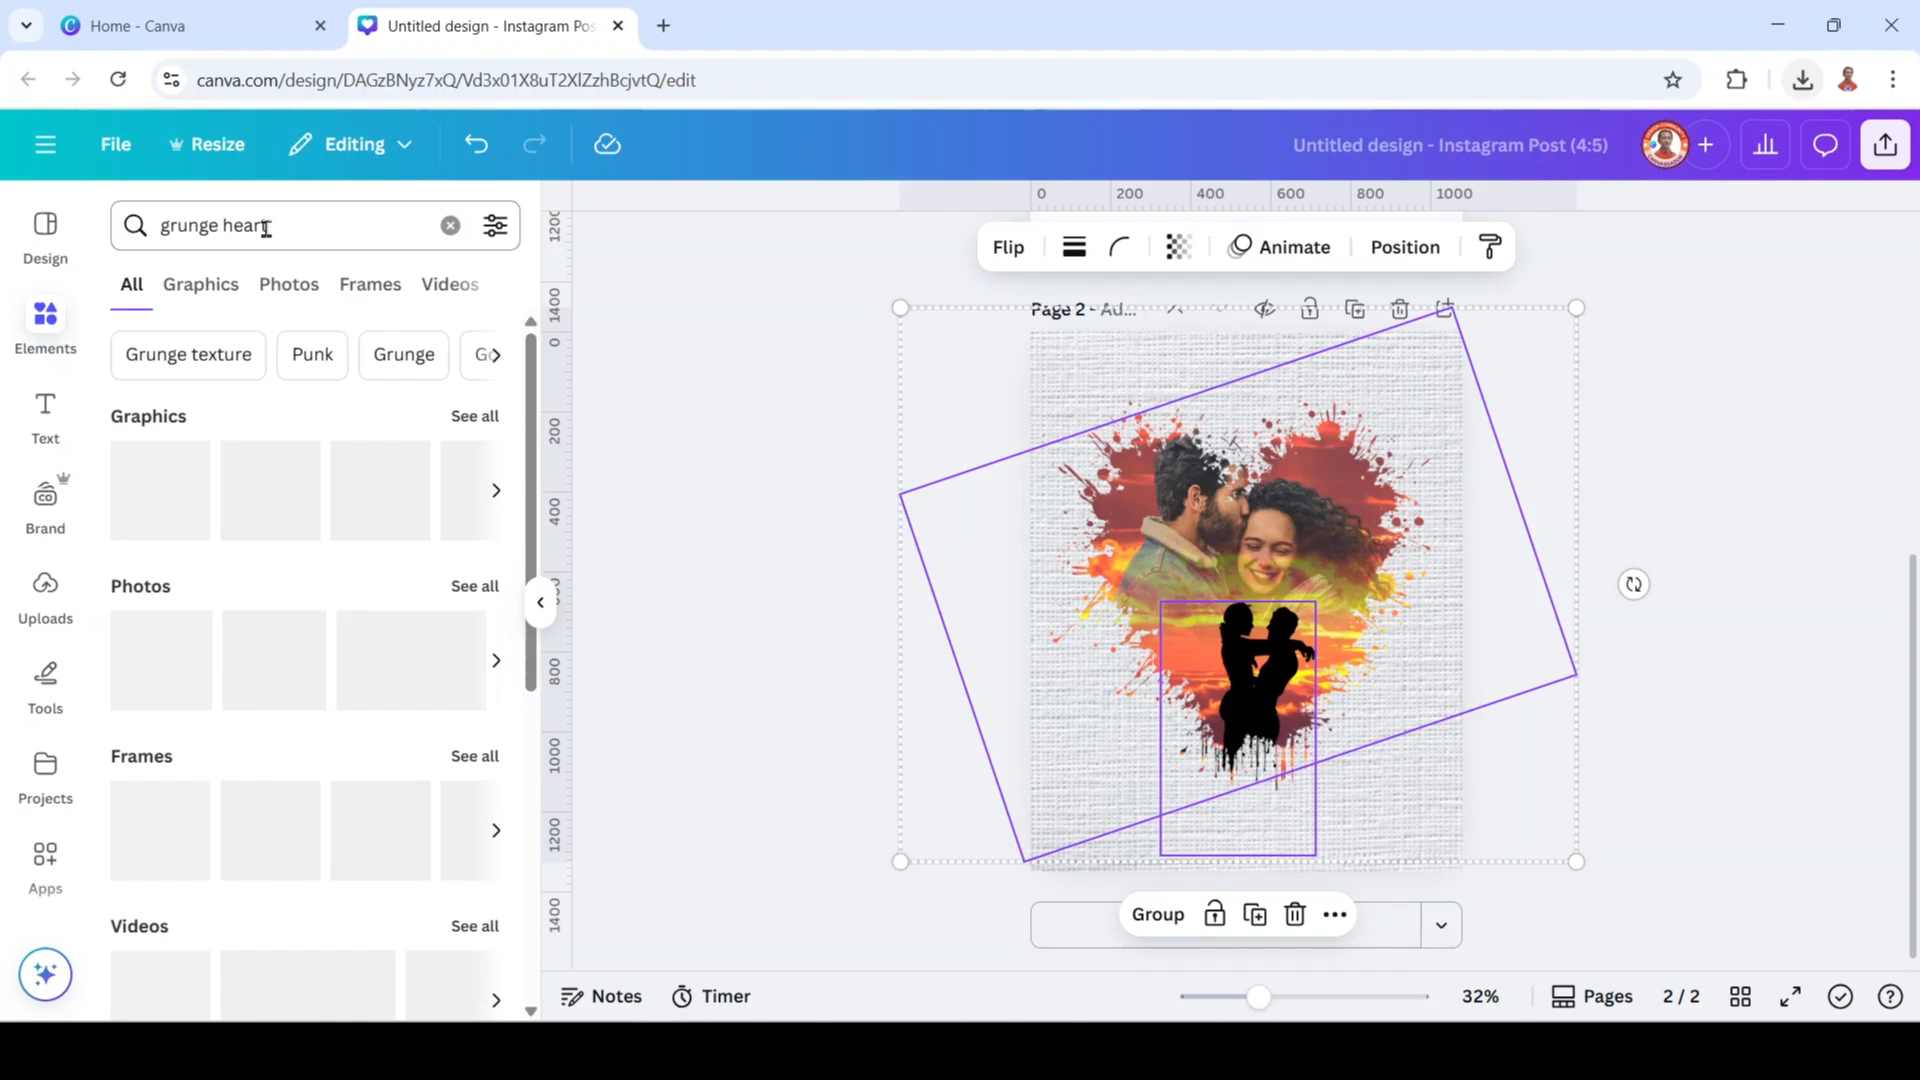 Home - Canva
Untitled design - Instagram Pos
canva.com/design/DAGzBNyz7xQ/Vd3x01X8uT2XlZzhBcjvtQ/edit
File
Resize
Editing
Untitled design - Instagram Post (4:5)
Design
Elements
Text
Brand
Uploads
Tools
Projects
Apps
grunge heart
All
Graphics
Photos
Frames
Videos
Grunge texture
Punk
Grunge
Go
Graphics
See all
Photos
See all
Frames
See all
Videos
See all
0 200 400 600 800 1000
1200
1400
0
200
400
800
1000
1200
1400
Flip
Animate
Position
Page 2 - Ad...
Group
Notes
Timer
32%
Pages
2 / 2